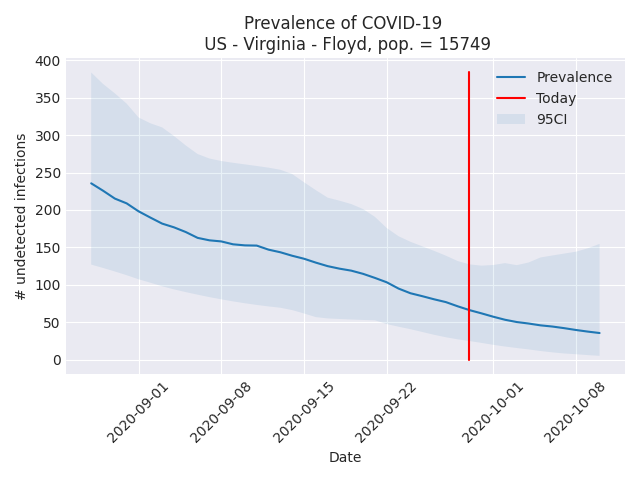 Prevalence of COVID-19
US - Virginia - Floyd, pop. = 15749
Prevalence
Today
95CI
# undetected infections
400
350
300
250
200
150
100
50
0
2020-09-01
2020-09-08
2020-09-15
2020-09-22
2020-10-01
2020-10-08
Date